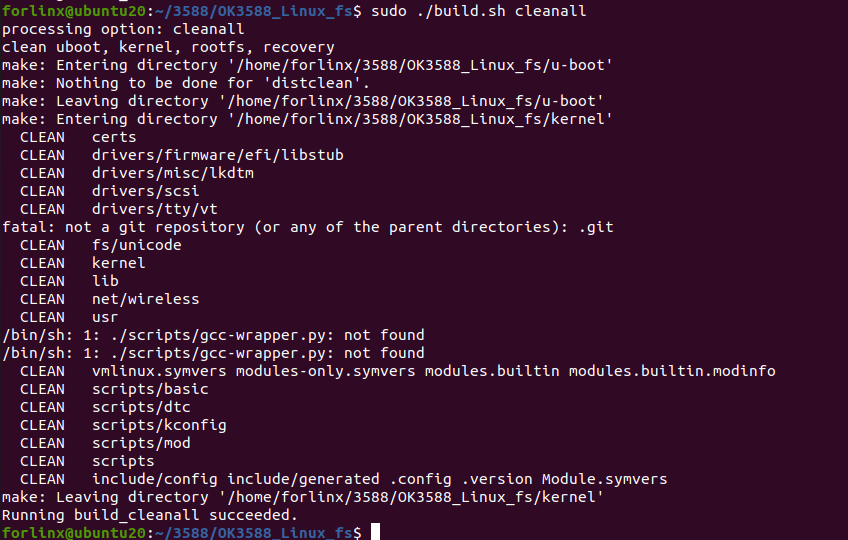 forlinx@ubuntu20:~/3588/OK3588_Linux_fs$ sudo ./build.sh cleanall
processing option: cleanall
clean uboot, kernel, rootfs, recovery
make: Entering directory '/home/forlinx/3588/OK3588_Linux_fs/u-boot'
make: Nothing to be done for 'distclean'.
make: Leaving directory '/home/forlinx/3588/OK3588_Linux_fs/u-boot'
make: Entering directory '/home/forlinx/3588/OK3588_Linux_fs/kernel'
  CLEAN   certs
  CLEAN   drivers/firmware/efi/libstub
  CLEAN   drivers/misc/lkdtm
  CLEAN   drivers/scsi
  CLEAN   drivers/tty/vt
fatal: not a git repository (or any of the parent directories): .git
  CLEAN   fs/unicode
  CLEAN   kernel
  CLEAN   lib
  CLEAN   net/wireless
  CLEAN   usr
/bin/sh: 1: ./scripts/gcc-wrapper.py: not found
/bin/sh: 1: ./scripts/gcc-wrapper.py: not found
  CLEAN   vmlinux.symvers modules-only.symvers modules.builtin modules.builtin.modinfo
  CLEAN   scripts/basic
  CLEAN   scripts/dtc
  CLEAN   scripts/kconfig
  CLEAN   scripts/mod
  CLEAN   scripts
  CLEAN   include/config include/generated .config .version Module.symvers
make: Leaving directory '/home/forlinx/3588/OK3588_Linux_fs/kernel'
Running build_cleanall succeeded.
forlinx@ubuntu20:~/3588/OK3588_Linux_fs$